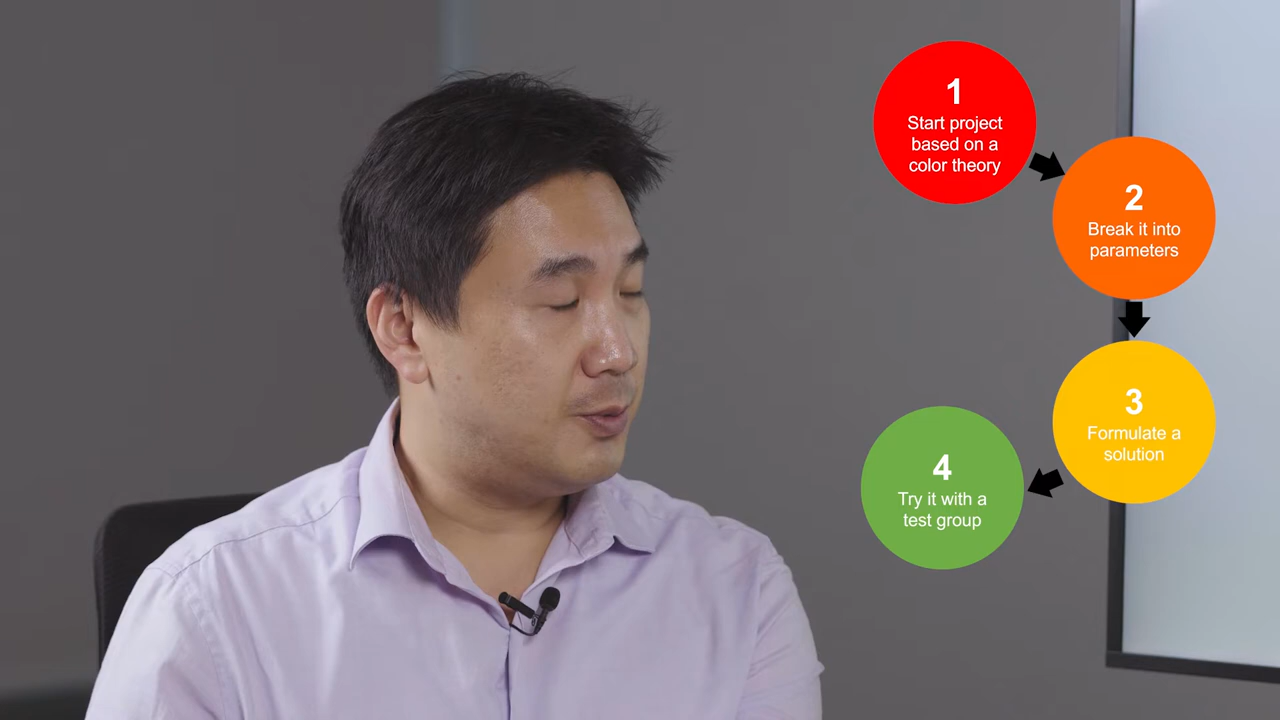 1
Start project
based on a
color theory
2
Break it into
parameters
3
Formulate a
solution
4
Try it with a
test group